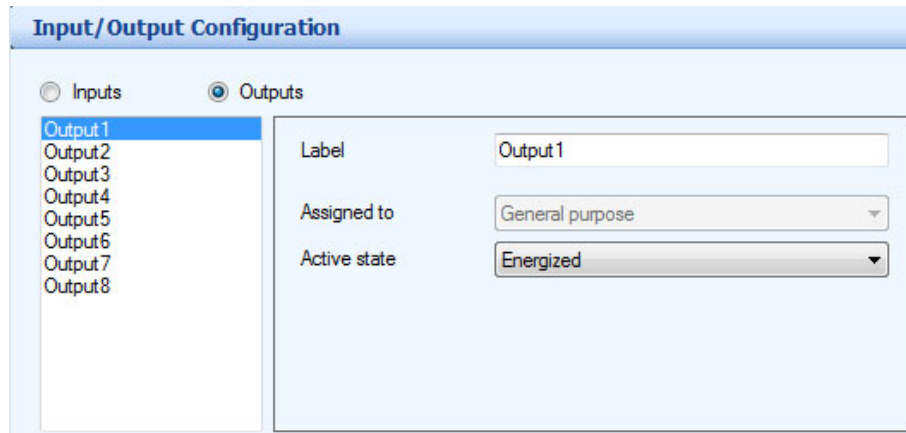 Input/Output Configuration
Inputs
Outputs
Output1
Output2
Output3
Output4
Output5
Output6
Output7
Output8
Label
Output1
Assigned to
General purpose
Active state
Energized